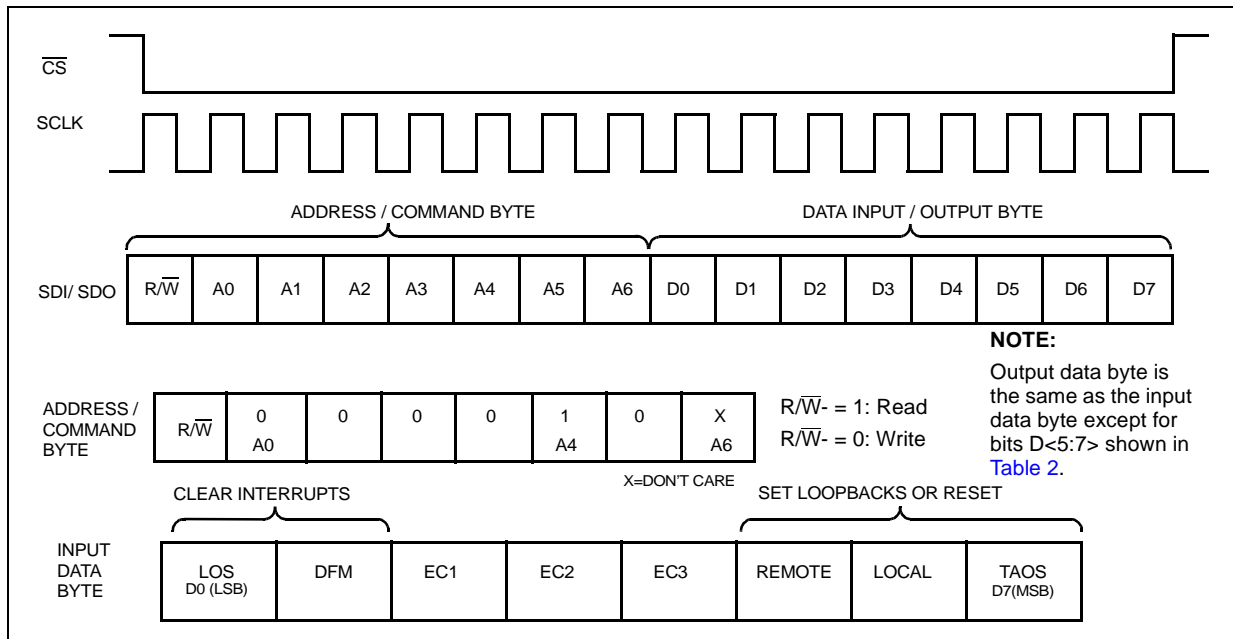 CS
SCLK
ADDRESS / COMMAND BYTE
DATA INPUT / OUTPUT BYTE
SDI/ SDO
R/W A0 A1 A2 A3 A4 A5 A6 D0 D1 D2 D3 D4 D5 D6 D7
NOTE:
Output data byte is
the same as the input
data byte except for
bits D<5:7> shown in
Table 2.
ADDRESS /
COMMAND
BYTE
R/W 0 0 0 0 1 0 X
A0 A4 A6
R/W- = 1: Read
R/W- = 0: Write
X=DON'T CARE
CLEAR INTERRUPTS
SET LOOPBACKS OR RESET
INPUT
DATA
BYTE
LOS DFM EC1 EC2 EC3 REMOTE LOCAL TAOS
D0 (LSB) D7(MSB)